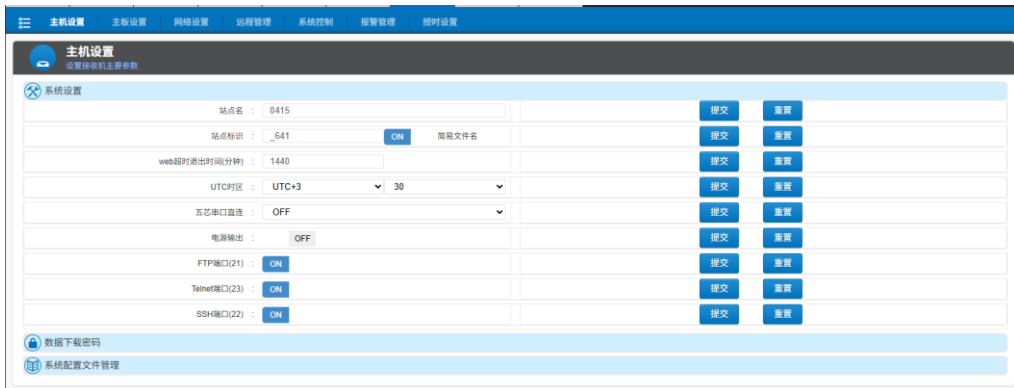 主机设置 主板设置 网络设置 远程管理 系统控制 报警管理 授时设置
主机设置
设置接收机主要参数
系统设置
站点名 : 0415 提交 重置
站点标识 : _641 ON 简易文件名 提交 重置
web超时退出时间(分钟) : 1440 提交 重置
UTC时区 : UTC+3 30 提交 重置
五芯串口直连 : OFF 提交 重置
电源输出 : OFF 提交 重置
FTP端口(21) : ON 提交 重置
Telnet端口(23) : ON 提交 重置
SSH端口(22) : ON 提交 重置
数据下载密码
系统配置文件管理